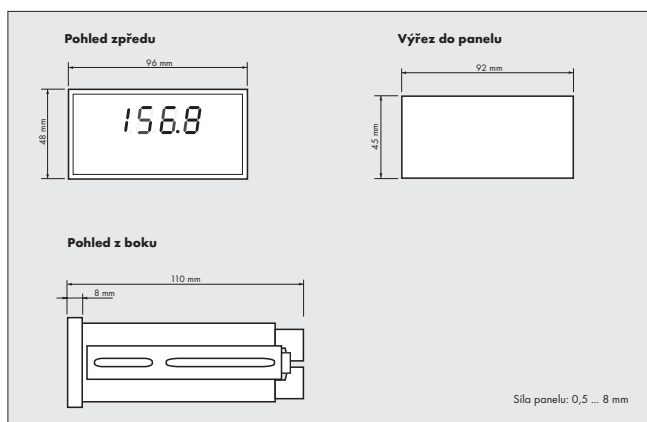 Pohled zpředu
96 mm
48 mm
156.8
Výřez do panelu
92 mm
45 mm
Pohled z boku
110 mm
8 mm
Síla panelu: 0,5 ... 8 mm